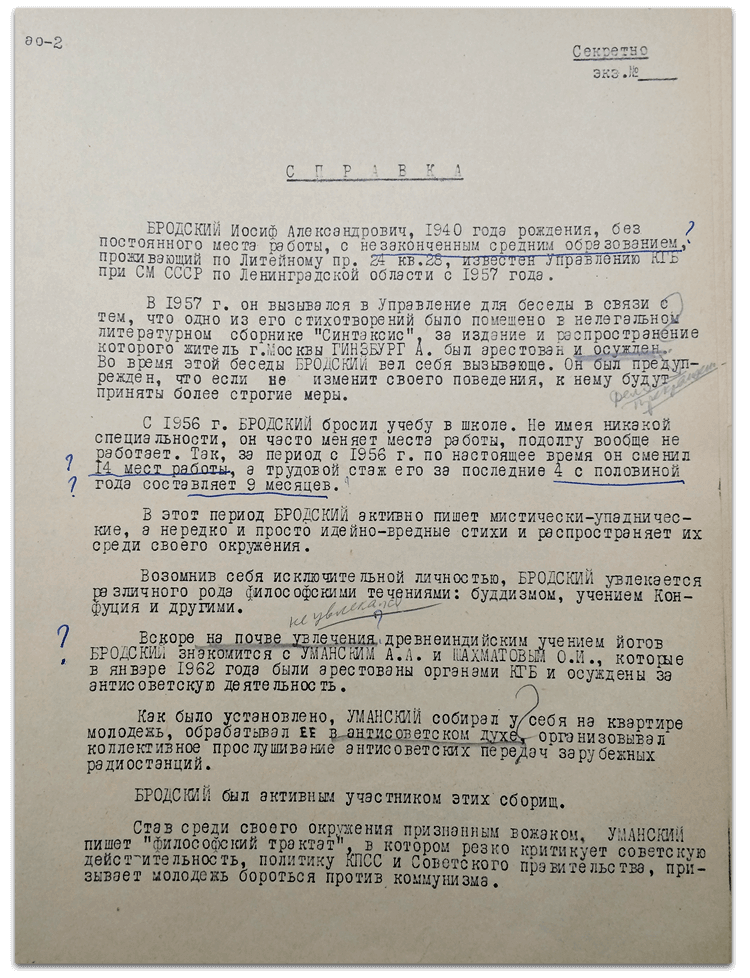 эо-2
Секретно
экз.№____
СПРАВКА
БРОДСКИЙ Иосиф Александрович, 1940 года рождения, без
постоянного места работы, с незаконченным средним образованием, ?
проживающий по Литейному пр. 24 кв.28, известен Управлению КГБ
при СМ СССР по Ленинградской области с 1957 года.
В 1957 г. он вызывался в Управление для беседы в связи с
тем, что одно из его стихотворений было помещено в нелегальном
литературном сборнике "Синтаксис", за издание и распространение
которого житель г.Москвы ГИНЗБУРГ А. был арестован и осужден.
Во время этой беседы БРОДСКИЙ вел себя вызывающе. Он был предуп-
режден, что если не изменит своего поведения, к нему будут
приняты более строгие меры.
С 1956 г. БРОДСКИЙ бросил учебу в школе. Не имея никакой
специальности, он часто меняет места работы, подолгу вообще не
работает. Так, за период с 1956 г. по настоящее время он сменил
? 14 мест работы, а трудовой стаж его за последние 4 с половиной
? года составляет 9 месяцев.
В этот период БРОДСКИЙ активно пишет мистически-упадничес-
кие, а нередко и просто идейно-вредные стихи и распространяет их
среди своего окружения.
Возомнив себя исключительной личностью, БРОДСКИЙ увлекается
различного рода философскими течениями: буддизмом, учением Кон-
фуция и другими.
не увлекался
? Вскоре на почве увлечения древнеиндийским учением йогов
БРОДСКИЙ знакомится с УМАНСКИМ А.А. и ШАХМАТОВЫМ О.И., которые
в январе 1962 года были арестованы органами КГБ и осуждены за
антисоветскую деятельность.
Как было установлено, УМАНСКИЙ собирал у себя на квартире
молодежь, обрабатывал ЕЕ в антисоветском духе, организовывал
коллективное прослушивание антисоветских передач зарубежных
радиостанций.
БРОДСКИЙ был активным участником этих сборищ.
Став среди своего окружения признанным вожаком, УМАНСКИЙ
пишет "философский трактат", в котором резко критикует советскую
действительность, политику КПСС и Советского правительства, при-
зывает молодежь бороться против коммунизма.